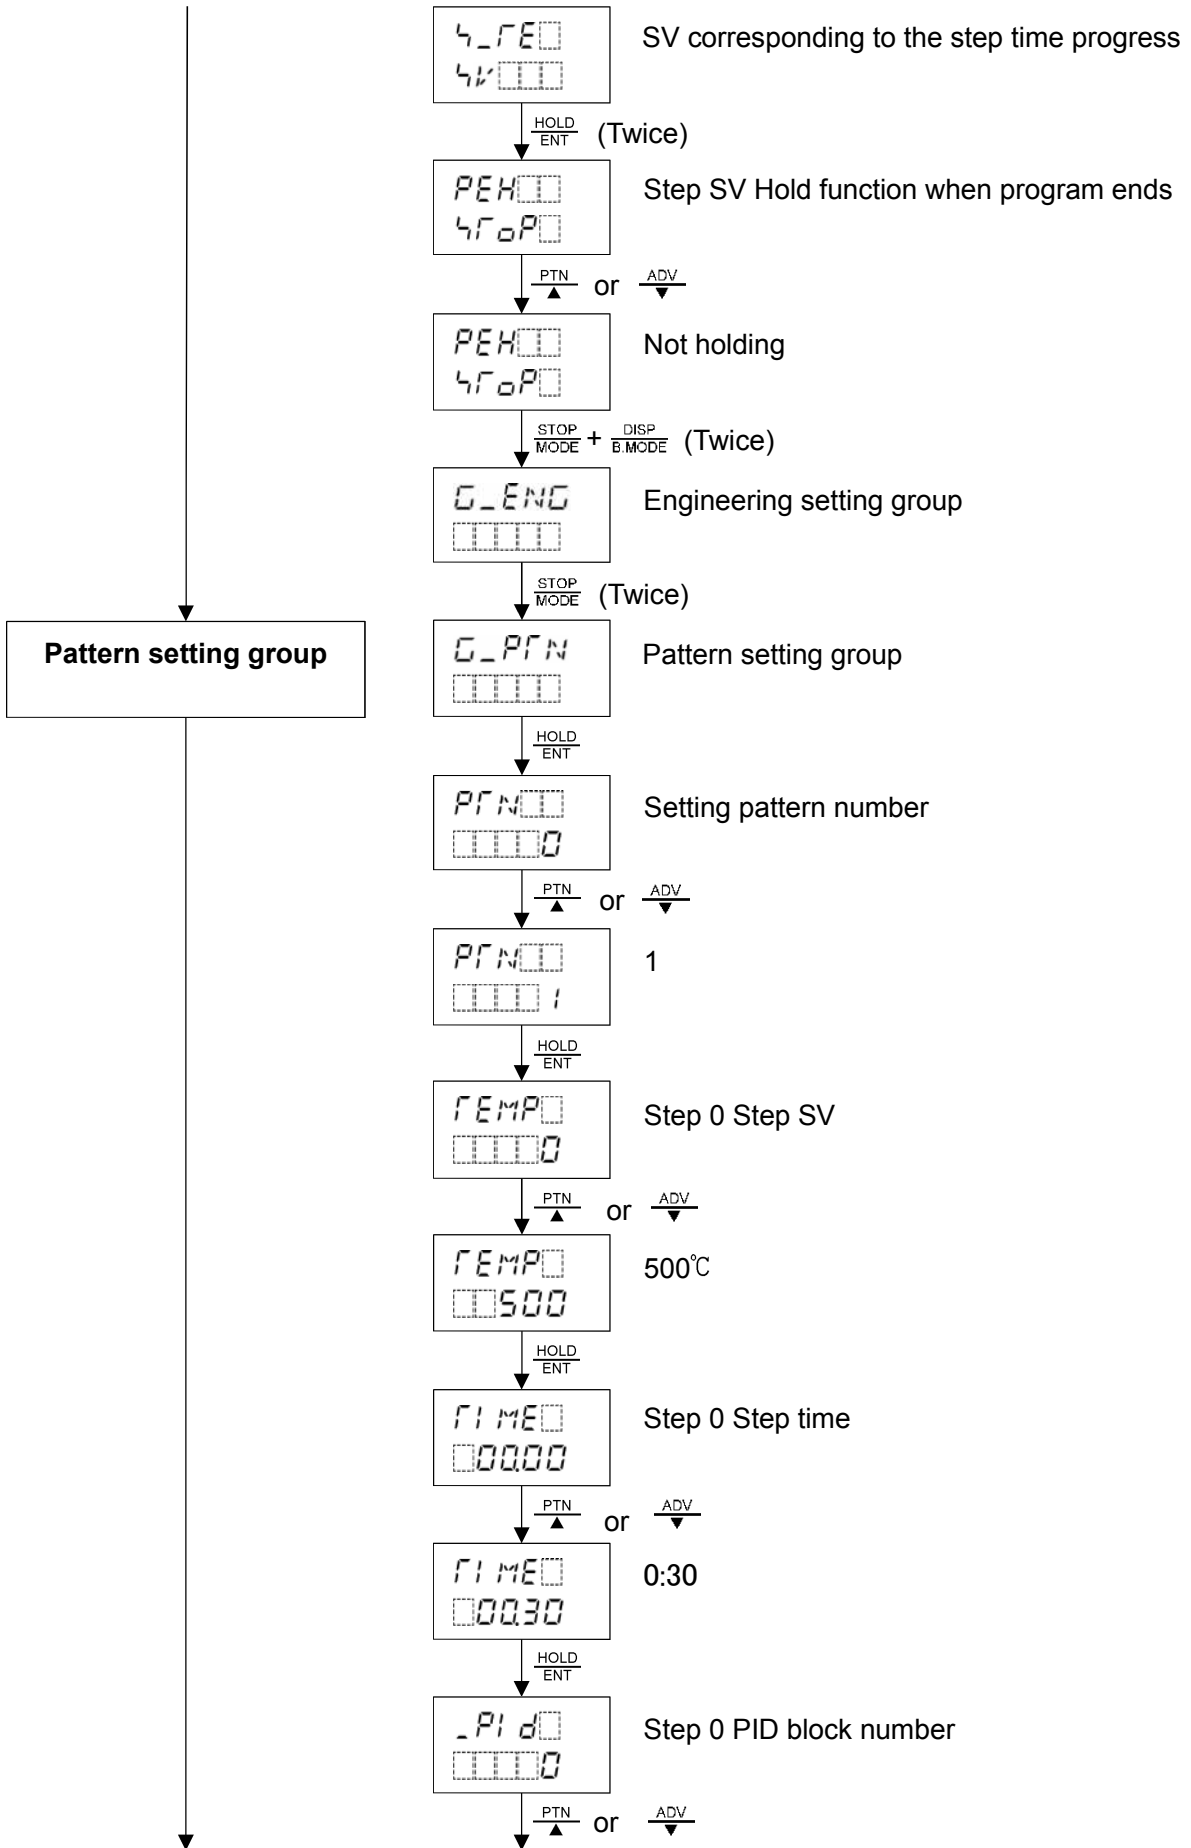 S_TE
SV
SV corresponding to the step time progress
HOLD
ENT (Twice)
PEH
STOP
Step SV Hold function when program ends
PTN ▲ or ADV ▼
PEH
STOP
Not holding
STOP
MODE + DISP
B.MODE (Twice)
G_ENG
Engineering setting group
STOP
MODE (Twice)
Pattern setting group
G_PTN
Pattern setting group
HOLD
ENT
PTN
0
Setting pattern number
PTN ▲ or ADV ▼
PTN
1
1
HOLD
ENT
TEMP
0
Step 0 Step SV
PTN ▲ or ADV ▼
TEMP
500
500℃
HOLD
ENT
TIME
00.00
Step 0 Step time
PTN ▲ or ADV ▼
TIME
00.30
0:30
HOLD
ENT
_PId
0
Step 0 PID block number
PTN ▲ or ADV ▼